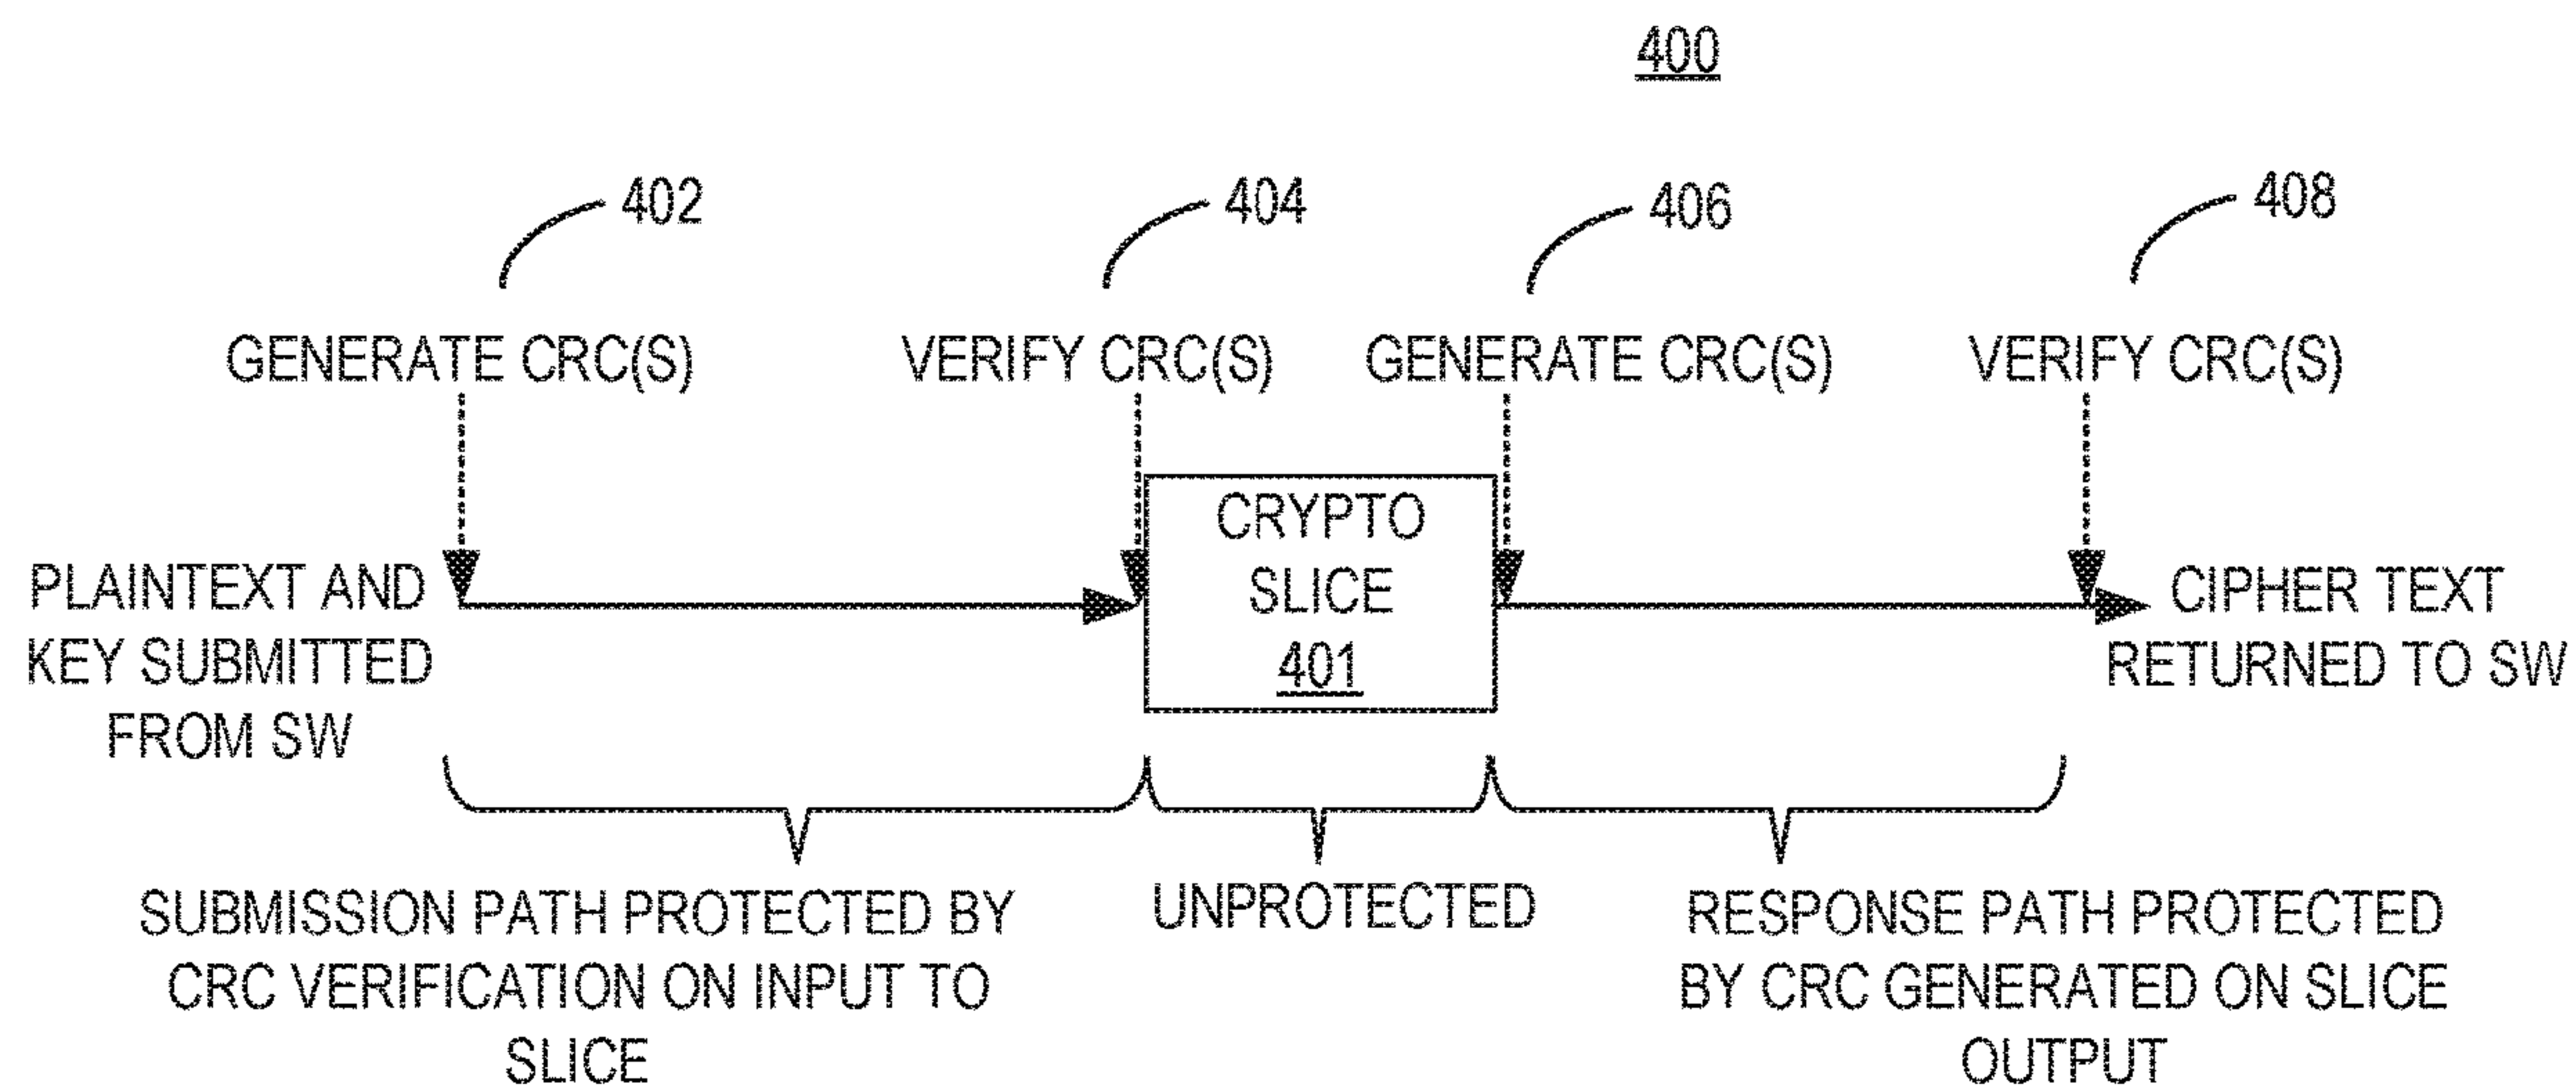 400
402
404
406
408
GENERATE CRC(S)
VERIFY CRC(S)
GENERATE CRC(S)
VERIFY CRC(S)
PLAINTEXT AND
KEY SUBMITTED
FROM SW
CRYPTO
SLICE
401
CIPHER TEXT
RETURNED TO SW
SUBMISSION PATH PROTECTED BY
CRC VERIFICATION ON INPUT TO
SLICE
UNPROTECTED
RESPONSE PATH PROTECTED
BY CRC GENERATED ON SLICE
OUTPUT